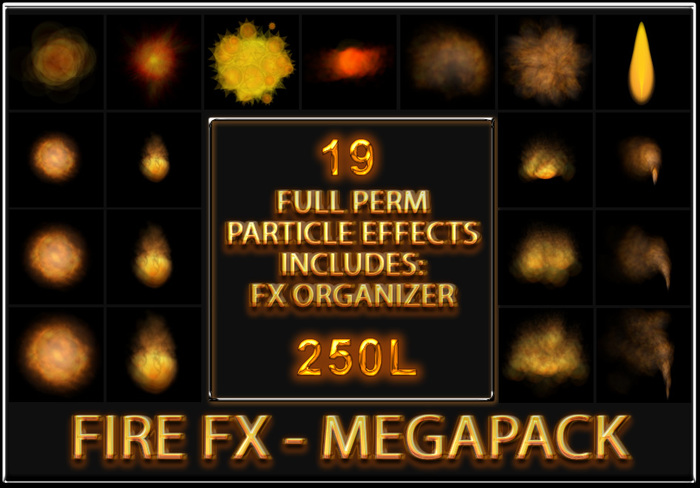 19
FULL PERM
PARTICLE EFFECTS
INCLUDES:
FX ORGANIZER
250L
FIRE FX - MEGAPACK